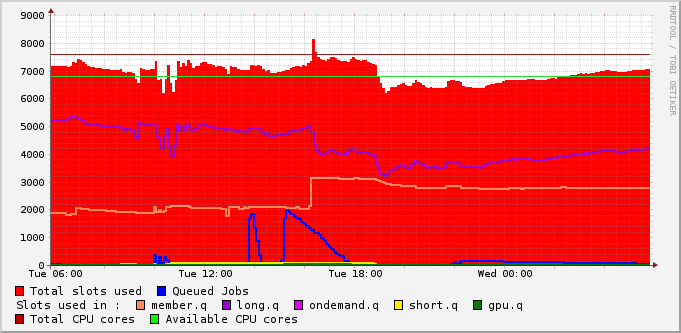 9000
8000
7000
6000
5000
4000
3000
2000
1000
0
Tue 06:00 Tue 12:00 Tue 18:00 Wed 00:00
Total slots used Queued Jobs
Slots used in : member.q long.q ondemand.q short.q gpu.q
Total CPU cores Available CPU cores
RRDTOOL / TOBI OETIKER